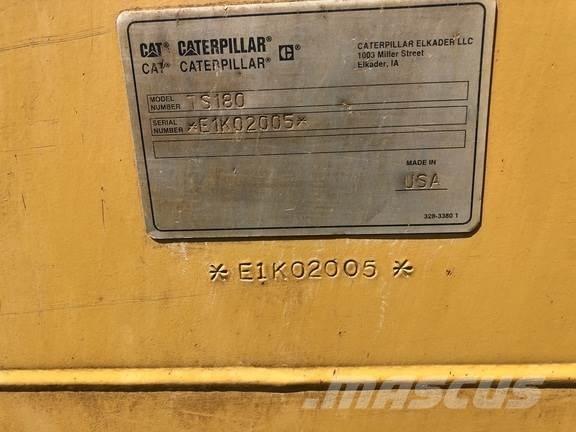 CAT® CATERPILLAR® ®
CAT® CATERPILLAR®
CATERPILLAR ELKADER LLC
1003 Miller Street
Elkader, IA
MODEL NUMBER TS180
SERIAL NUMBER *E1K02005*
MADE IN
USA
329-3380 1
*E1K02005*
mascus